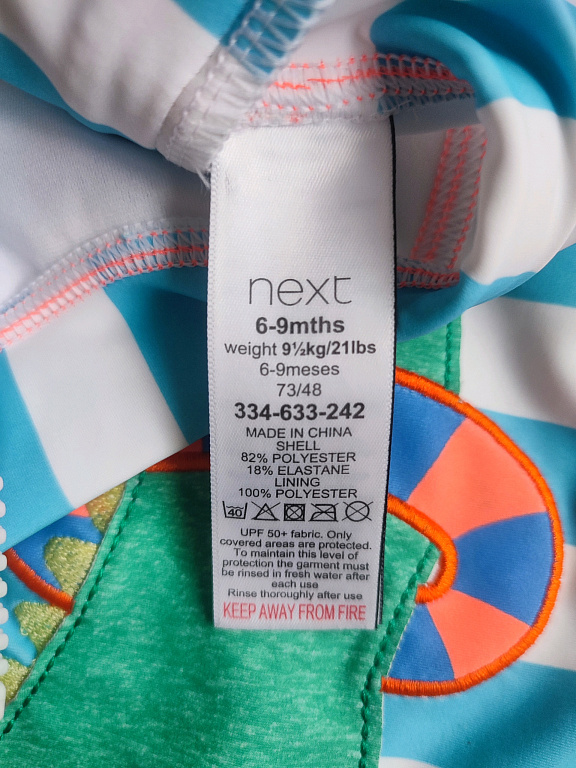 next
6-9mths
weight 9½kg/21lbs
6-9meses
73/48
334-633-242
MADE IN CHINA
SHELL
82% POLYESTER
18% ELASTANE
LINING
100% POLYESTER
40
UPF 50+ fabric. Only
covered areas are protected.
To maintain this level of
protection the garment must
be rinsed in fresh water after
each use
Rinse thoroughly after use
KEEP AWAY FROM FIRE